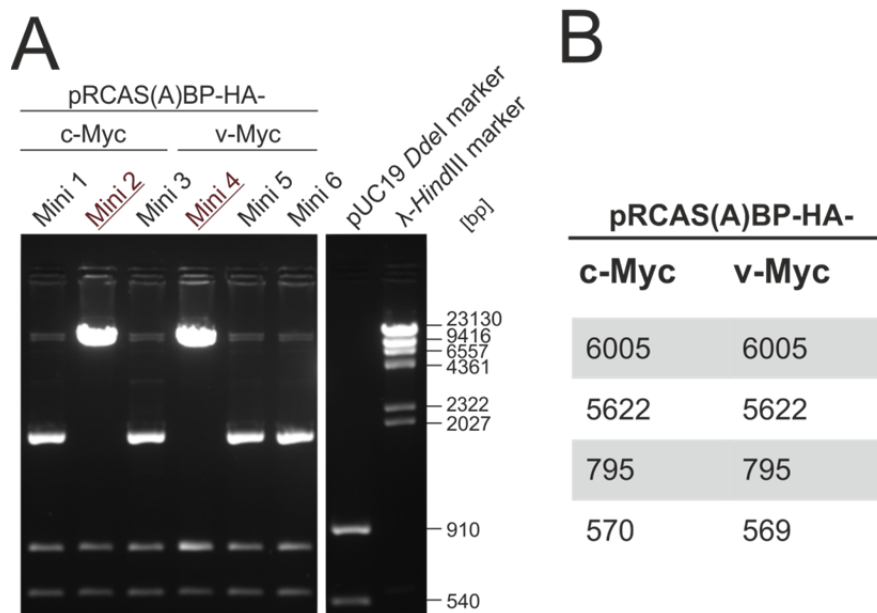 A
pRCAS(A)BP-HA-
c-Myc v-Myc
Mini 1 Mini 2 Mini 3 Mini 4 Mini 5 Mini 6 pUC19 DdeI marker λ-HindIII marker [bp]
23130
9416
6557
4361
2322
2027
910
540
B
pRCAS(A)BP-HA-
c-Myc v-Myc
6005 6005
5622 5622
795 795
570 569